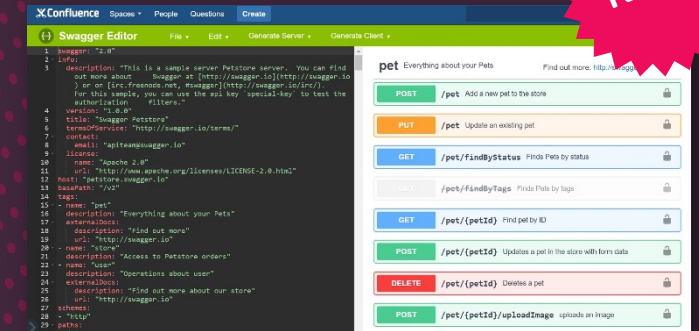 Confluence Spaces People Questions Create
{··} Swagger Editor File Edit Generate Server Generate Client
1 swagger: "2.0"
2 info:
3 description: "This is a sample server Petstore server. You can find
out more about Swagger at [http://swagger.io](http://swagger.io
) or on [irc.freenode.net, #swagger](http://swagger.io/irc/).
For this sample, you can use the api key `special-key` to test the
authorization filters."
4 version: "1.0.0"
5 title: "Swagger Petstore"
6 termsOfService: "http://swagger.io/terms/"
7 contact:
8 email: "apiteam@swagger.io"
9 license:
10 name: "Apache 2.0"
11 url: "http://www.apache.org/licenses/LICENSE-2.0.html"
12 host: "petstore.swagger.io"
13 basePath: "/v2"
14 tags:
15 - name: "pet"
16 description: "Everything about your Pets"
17 externalDocs:
18 description: "Find out more"
19 url: "http://swagger.io"
20 - name: "store"
21 description: "Access to Petstore orders"
22 - name: "user"
23 description: "Operations about user"
24 externalDocs:
25 description: "Find out more about our store"
26 url: "http://swagger.io"
27 schemes:
28 - "http"
29 paths:
pet Everything about your Pets Find out more:
POST /pet Add a new pet to the store
PUT /pet Update an existing pet
GET /pet/findByStatus Finds Pets by status
GET /pet/findByTags Finds Pets by tags
GET /pet/{petId} Find pet by ID
POST /pet/{petId} Updates a pet in the store with form data
DELETE /pet/{petId} Deletes a pet
POST /pet/{petId}/uploadImage uploads an image